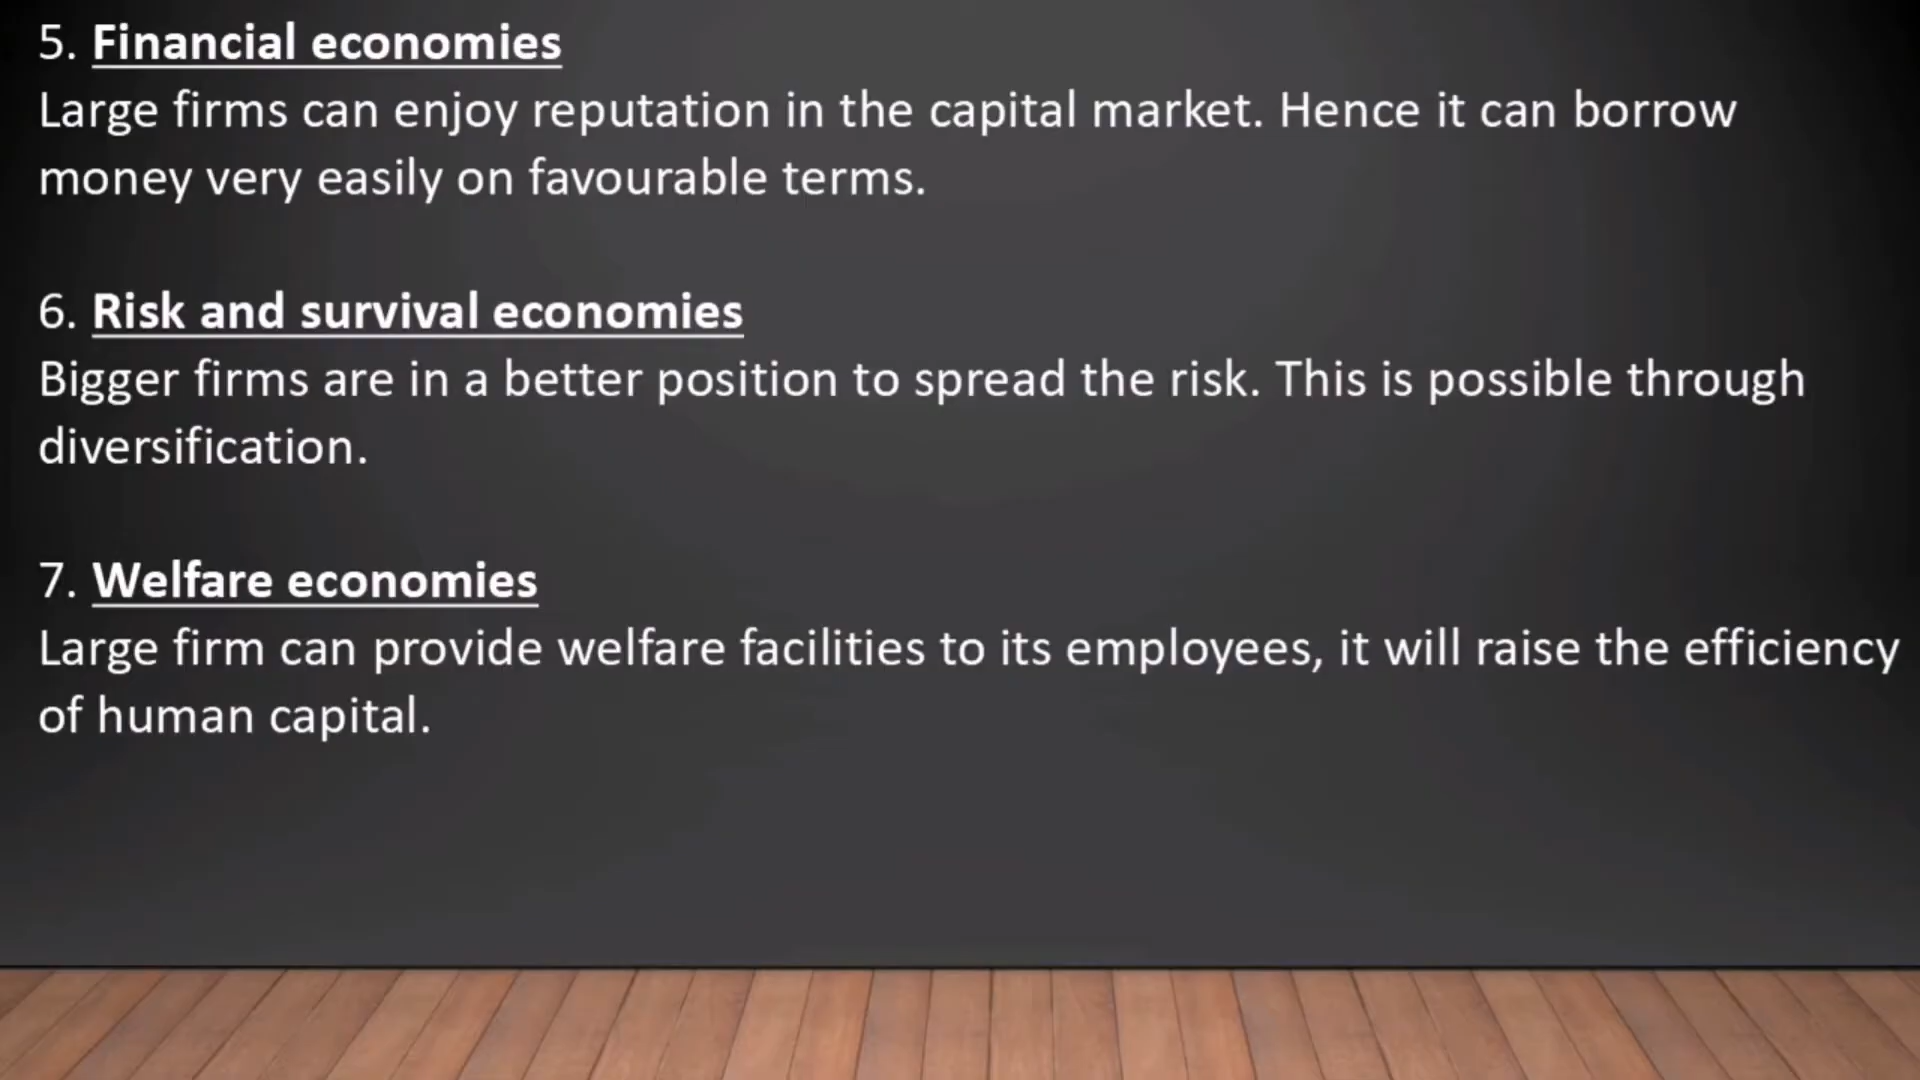 5. Financial economies
Large firms can enjoy reputation in the capital market. Hence it can borrow
money very easily on favourable terms.
6. Risk and survival economies
Bigger firms are in a better position to spread the risk. This is possible through
diversification.
7. Welfare economies
Large firm can provide welfare facilities to its employees, it will raise the efficiency
of human capital.